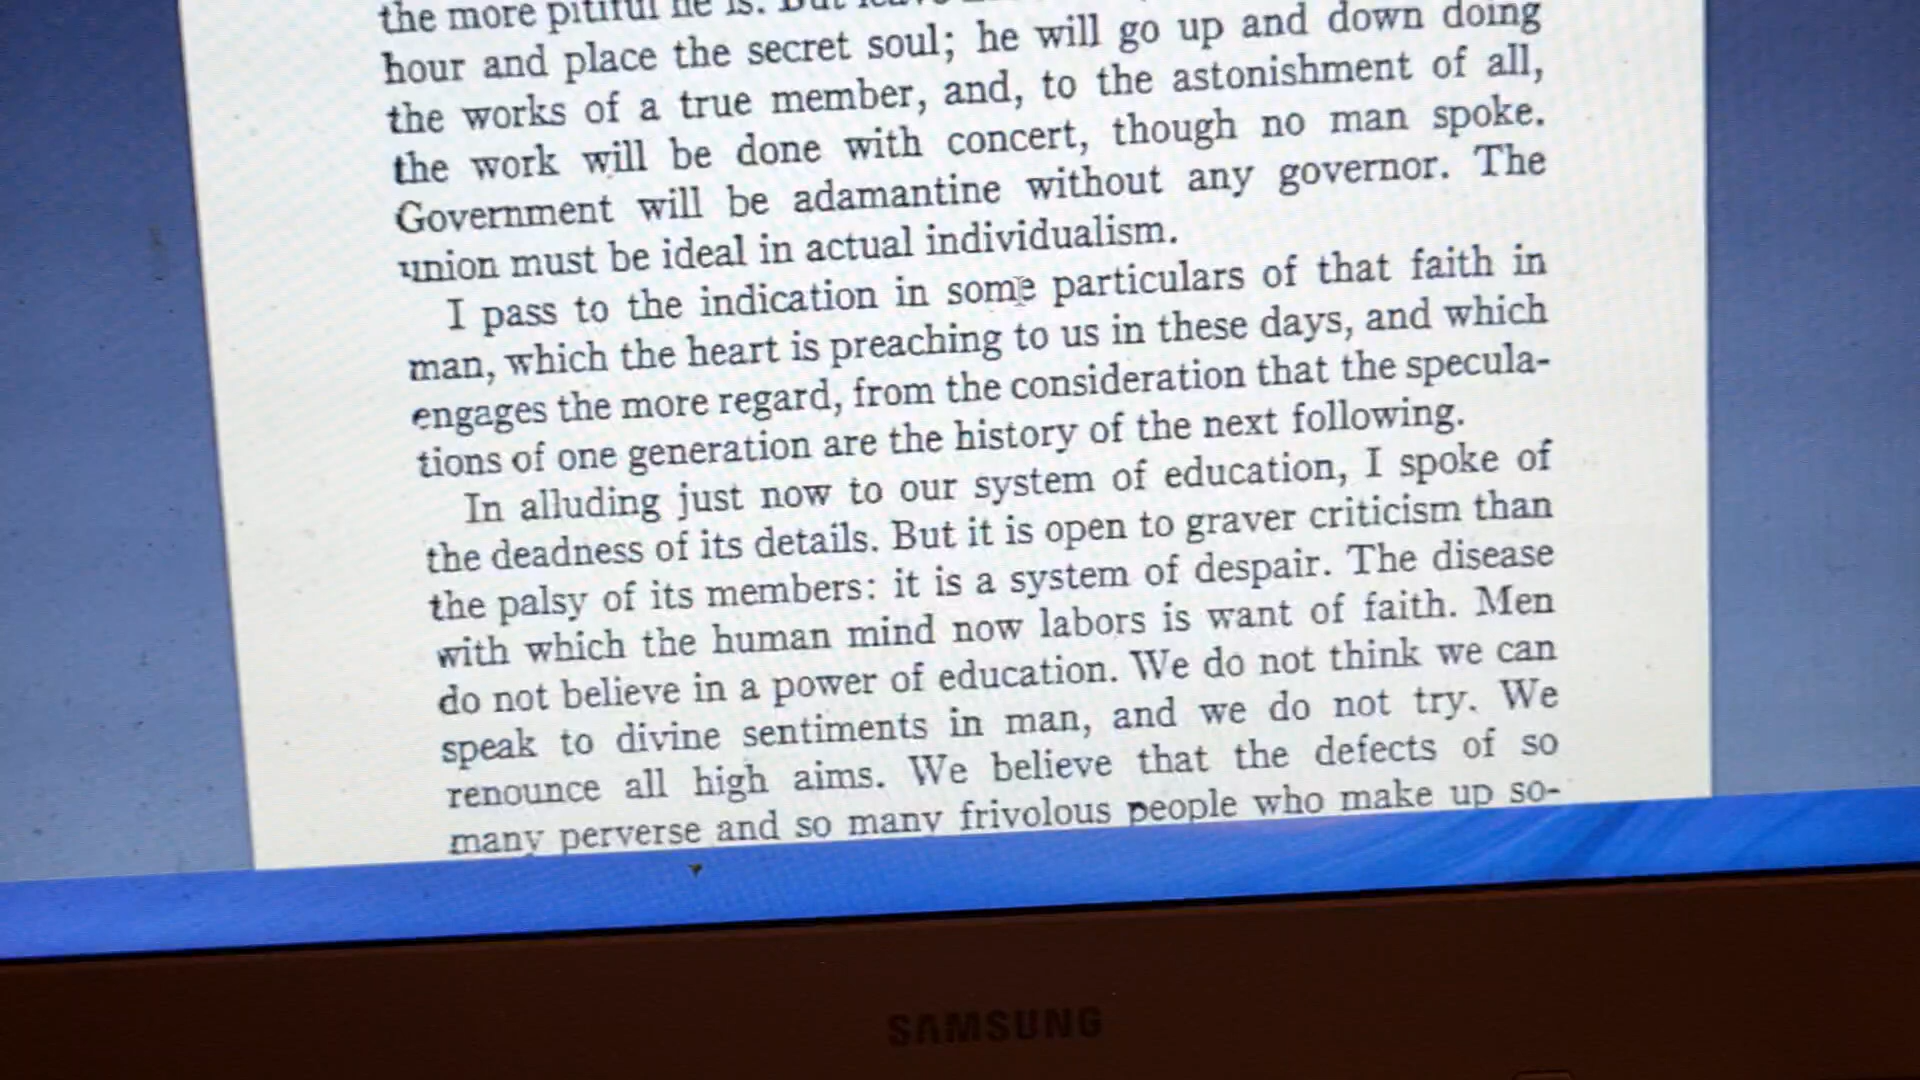 the more pitiful he is. But
hour and place the secret soul; he will go up and down doing
the works of a true member, and, to the astonishment of all,
the work will be done with concert, though no man spoke.
Government will be adamantine without any governor. The
union must be ideal in actual individualism.
I pass to the indication in some particulars of that faith in
man, which the heart is preaching to us in these days, and which
engages the more regard, from the consideration that the specula-
tions of one generation are the history of the next following.
In alluding just now to our system of education, I spoke of
the deadness of its details. But it is open to graver criticism than
the palsy of its members: it is a system of despair. The disease
with which the human mind now labors is want of faith. Men
do not believe in a power of education. We do not think we can
speak to divine sentiments in man, and we do not try. We
renounce all high aims. We believe that the defects of so
many perverse and so many frivolous people who make up so-
SAMSUNG